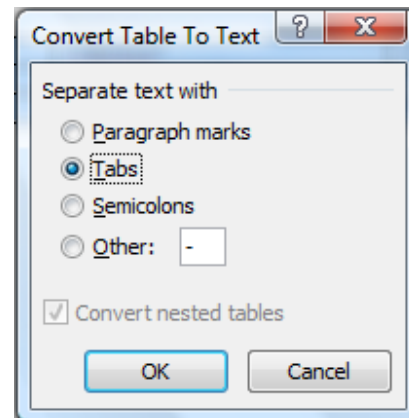 Convert Table To Text
Separate text with
Paragraph marks
Tabs
Semicolons
Other: -
Convert nested tables
OK Cancel